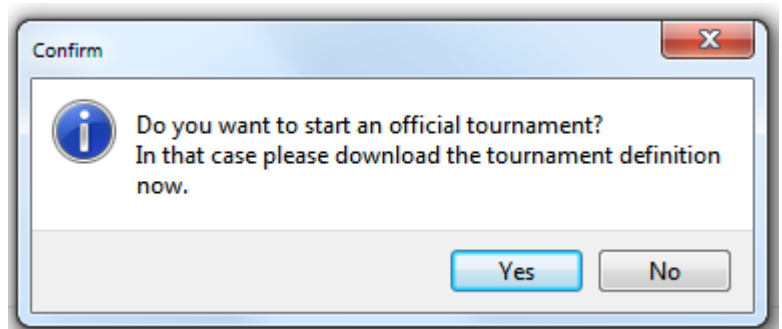 Confirm
Do you want to start an official tournament?
In that case please download the tournament definition
now.
Yes
No